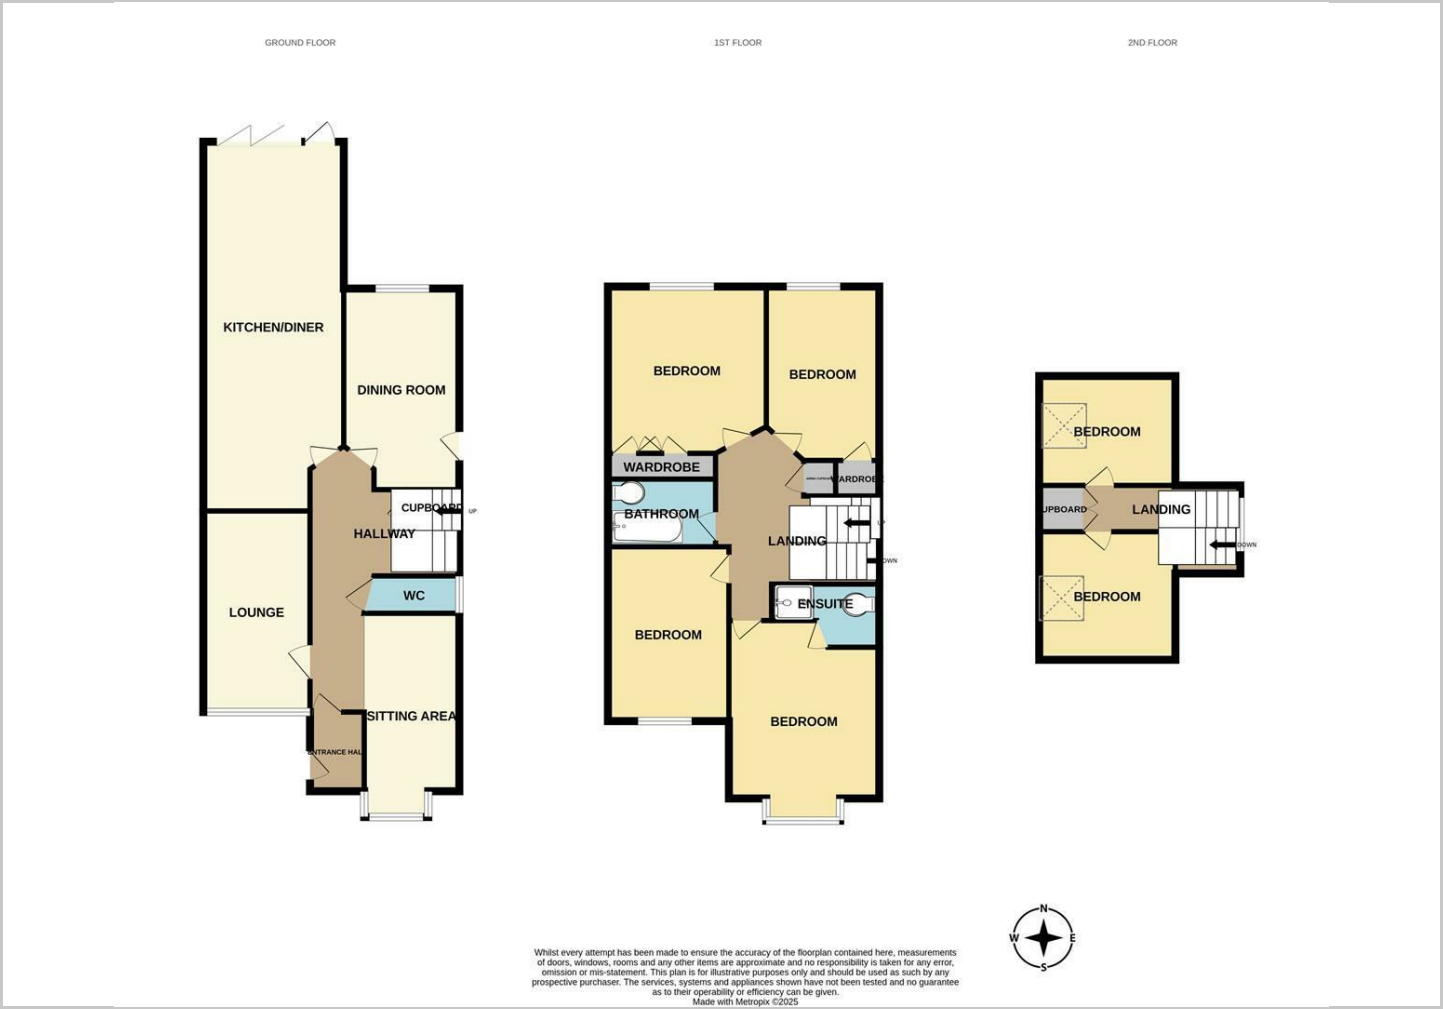 GROUND FLOOR
1ST FLOOR
2ND FLOOR
KITCHEN/DINER
DINING ROOM
CUPBOARD
UP
HALLWAY
WC
LOUNGE
SITTING AREA
ENTRANCE HALL
BEDROOM
BEDROOM
WARDROBE
WARDROBE
BATHROOM
UP
LANDING
DOWN
ENSUITE
BEDROOM
BEDROOM
BEDROOM
UPBOARD
LANDING
DOWN
BEDROOM
N
W
E
S
Whilst every attempt has been made to ensure the accuracy of the floorplan contained here, measurements
of doors, windows, rooms and any other items are approximate and no responsibility is taken for any error,
omission or mis-statement. This plan is for illustrative purposes only and should be used as such by any
prospective purchaser. The services, systems and appliances shown have not been tested and no guarantee
as to their operability or efficiency can be given.
Made with Metropix ©2025